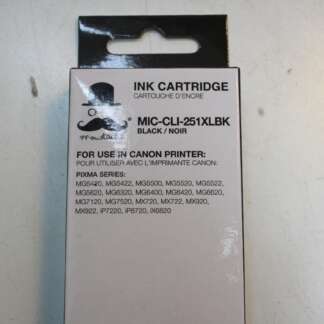 INK CARTRIDGE
CARTOUCHE D'ENCRE
MIC-CLI-251XLBK
BLACK / NOIR
FOR USE IN CANON PRINTER:
POUR UTILISER AVEC L'IMPRIMANTE CANON:
PIXMA SERIES:
MG5420, MG5422, MG5500, MG5520, MG5522,
MG5620, MG6320, MG6400, MG6420, MG6620,
MG7120, MG7520, MX720, MX722, MX920,
MX922, iP7220, iP8720, iX6820